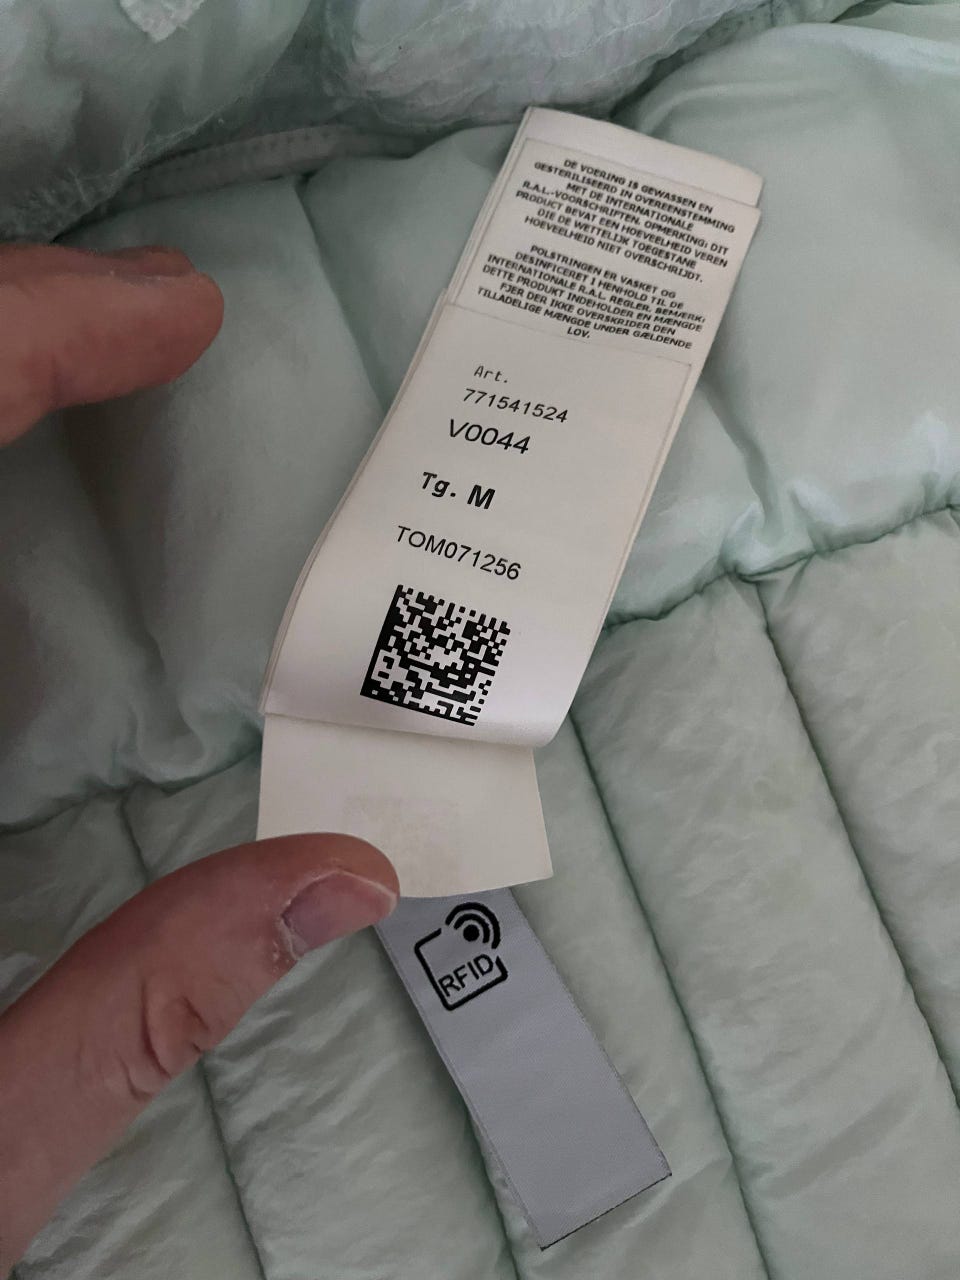 DE VOERING IS GEWASSEN EN
GESTERILISEERD IN OVEREENSTEMMING
MET DE INTERNATIONALE
R.A.L.-VOORSCHRIFTEN. OPMERKING: DIT
PRODUCT BEVAT EEN HOEVEELHEID VEREN
DIE DE WETTELIJK TOEGESTANE
HOEVEELHEID NIET OVERSCHRIJDT.
POLSTRINGEN ER VASKET OG
DESINFICERET I HENHOLD TIL DE
INTERNATIONALE R.A.L. REGLER. BEMÆRK:
DETTE PRODUKT INDEHOLDER EN MÆNGDE
FJER DER IKKE OVERSKRIDER DEN
TILLADELIGE MÆNGDE UNDER GÆLDENDE
LOV.
Art.
771541524
V0044
Tg. M
TOM071256
RFID